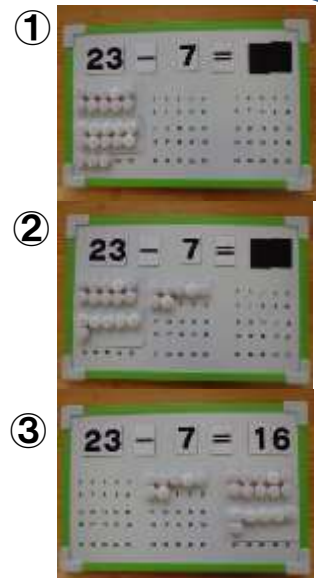 ①
23 − 7 =
②
23 − 7 =
③
23 − 7 = 16